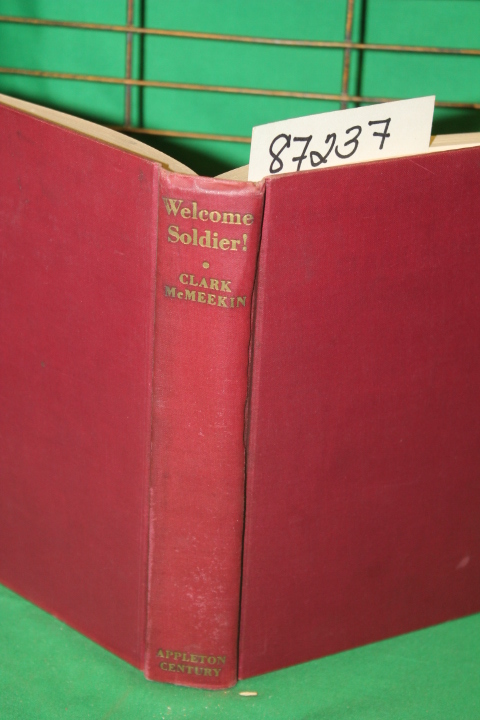 87237
Welcome
Soldier!
CLARK
McMEEKIN
APPLETON
CENTURY